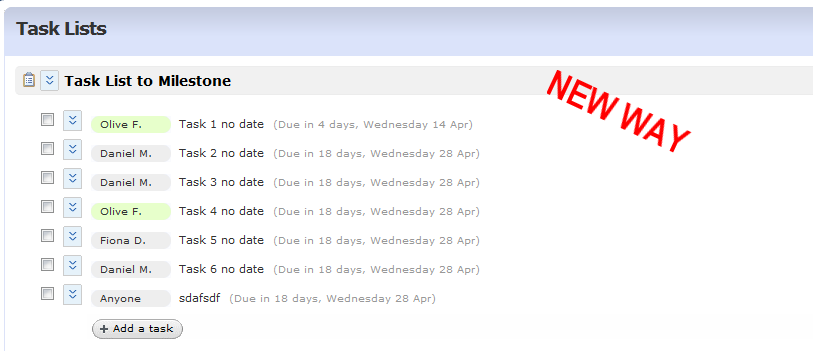 Task Lists
Task List to Milestone
NEW WAY
Olive F. Task 1 no date (Due in 4 days, Wednesday 14 Apr)
Daniel M. Task 2 no date (Due in 18 days, Wednesday 28 Apr)
Daniel M. Task 3 no date (Due in 18 days, Wednesday 28 Apr)
Olive F. Task 4 no date (Due in 18 days, Wednesday 28 Apr)
Fiona D. Task 5 no date (Due in 18 days, Wednesday 28 Apr)
Daniel M. Task 6 no date (Due in 18 days, Wednesday 28 Apr)
Anyone sdafsdf (Due in 18 days, Wednesday 28 Apr)
+ Add a task